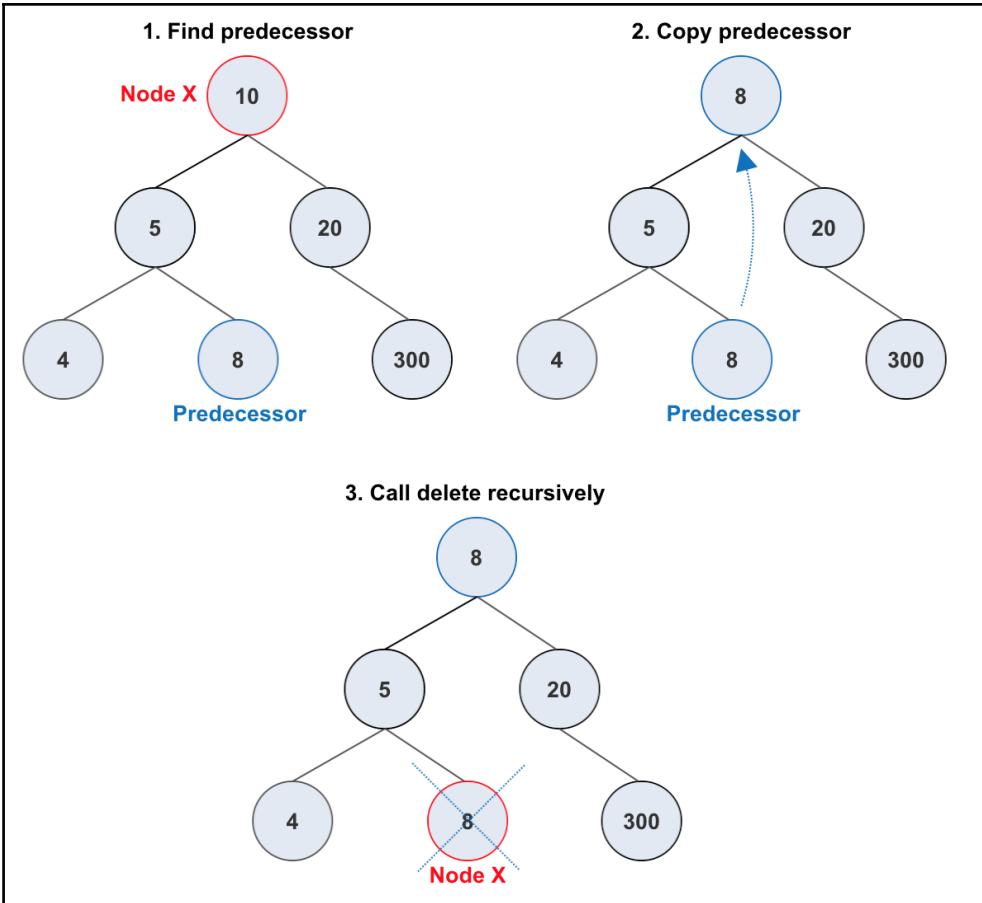 1. Find predecessor
Node X
10
5
20
4
8
300
Predecessor
2. Copy predecessor
8
5
20
4
8
300
Predecessor
3. Call delete recursively
8
5
20
4
8
300
Node X